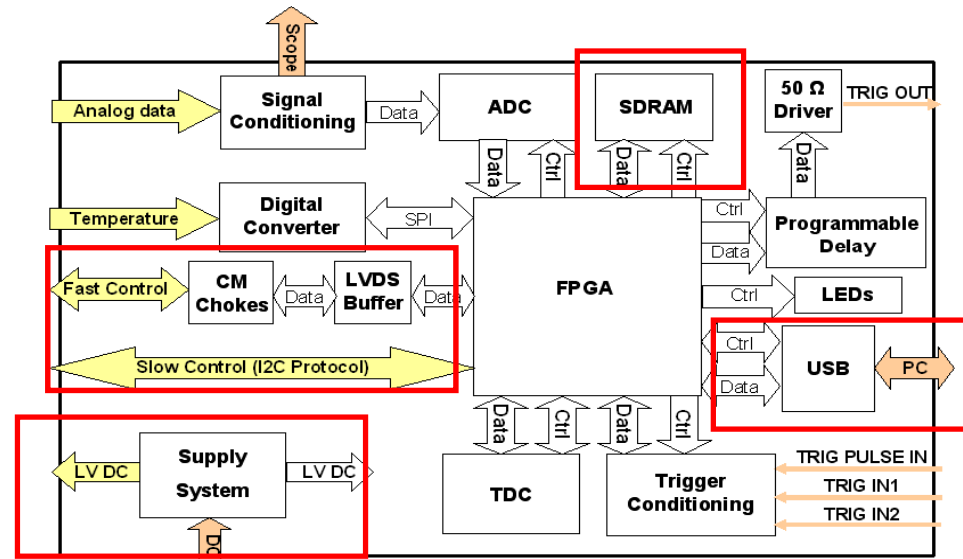 Scope
Analog data
Signal
Conditioning
Data
ADC
SDRAM
50 Ω
Driver
TRIG OUT
Data
Ctrl
Data
Ctrl
Data
Temperature
Digital
Converter
SPI
Ctrl
Data
Programmable
Delay
Fast Control
CM
Chokes
Data
LVDS
Buffer
Data
FPGA
Ctrl
LEDs
Slow Control (I2C Protocol)
Ctrl
Data
USB
PC
Data
Ctrl
Data
Ctrl
LV DC
Supply
System
LV DC
TDC
Trigger
Conditioning
TRIG PULSE IN
TRIG IN1
TRIG IN2
DC